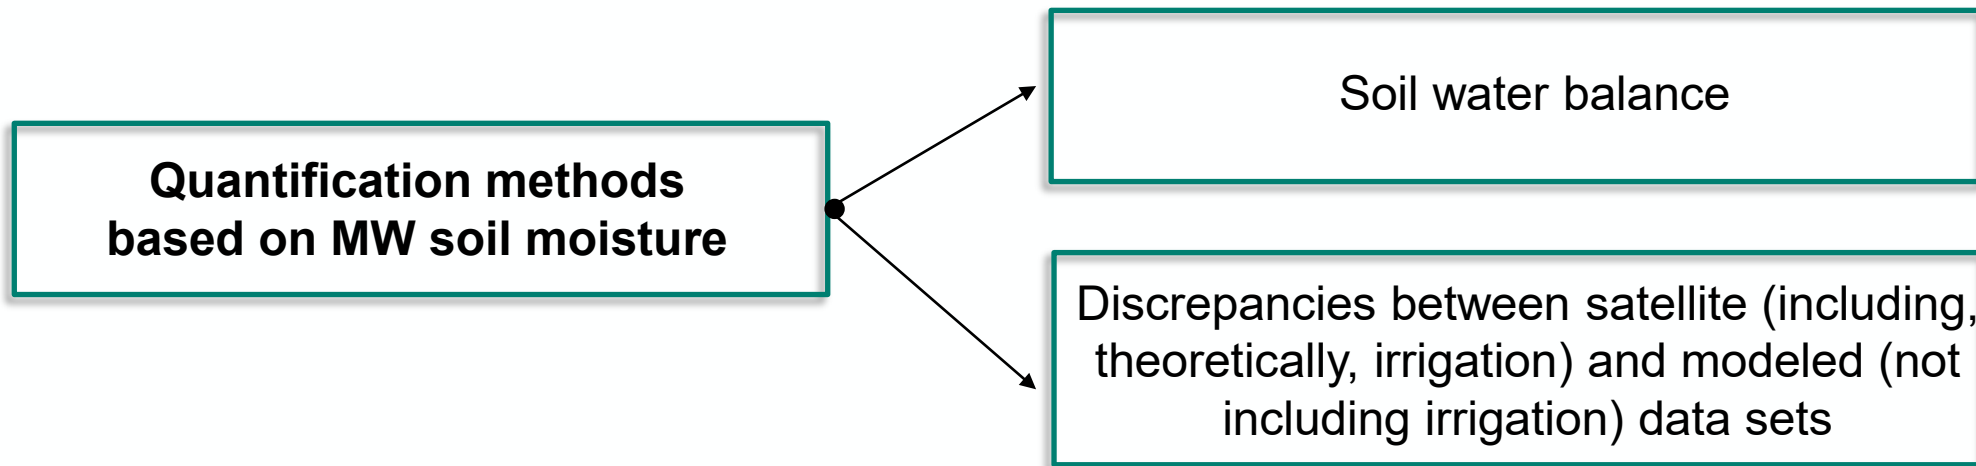 Quantification methods
based on MW soil moisture
Soil water balance
Discrepancies between satellite (including,
theoretically, irrigation) and modeled (not
including irrigation) data sets